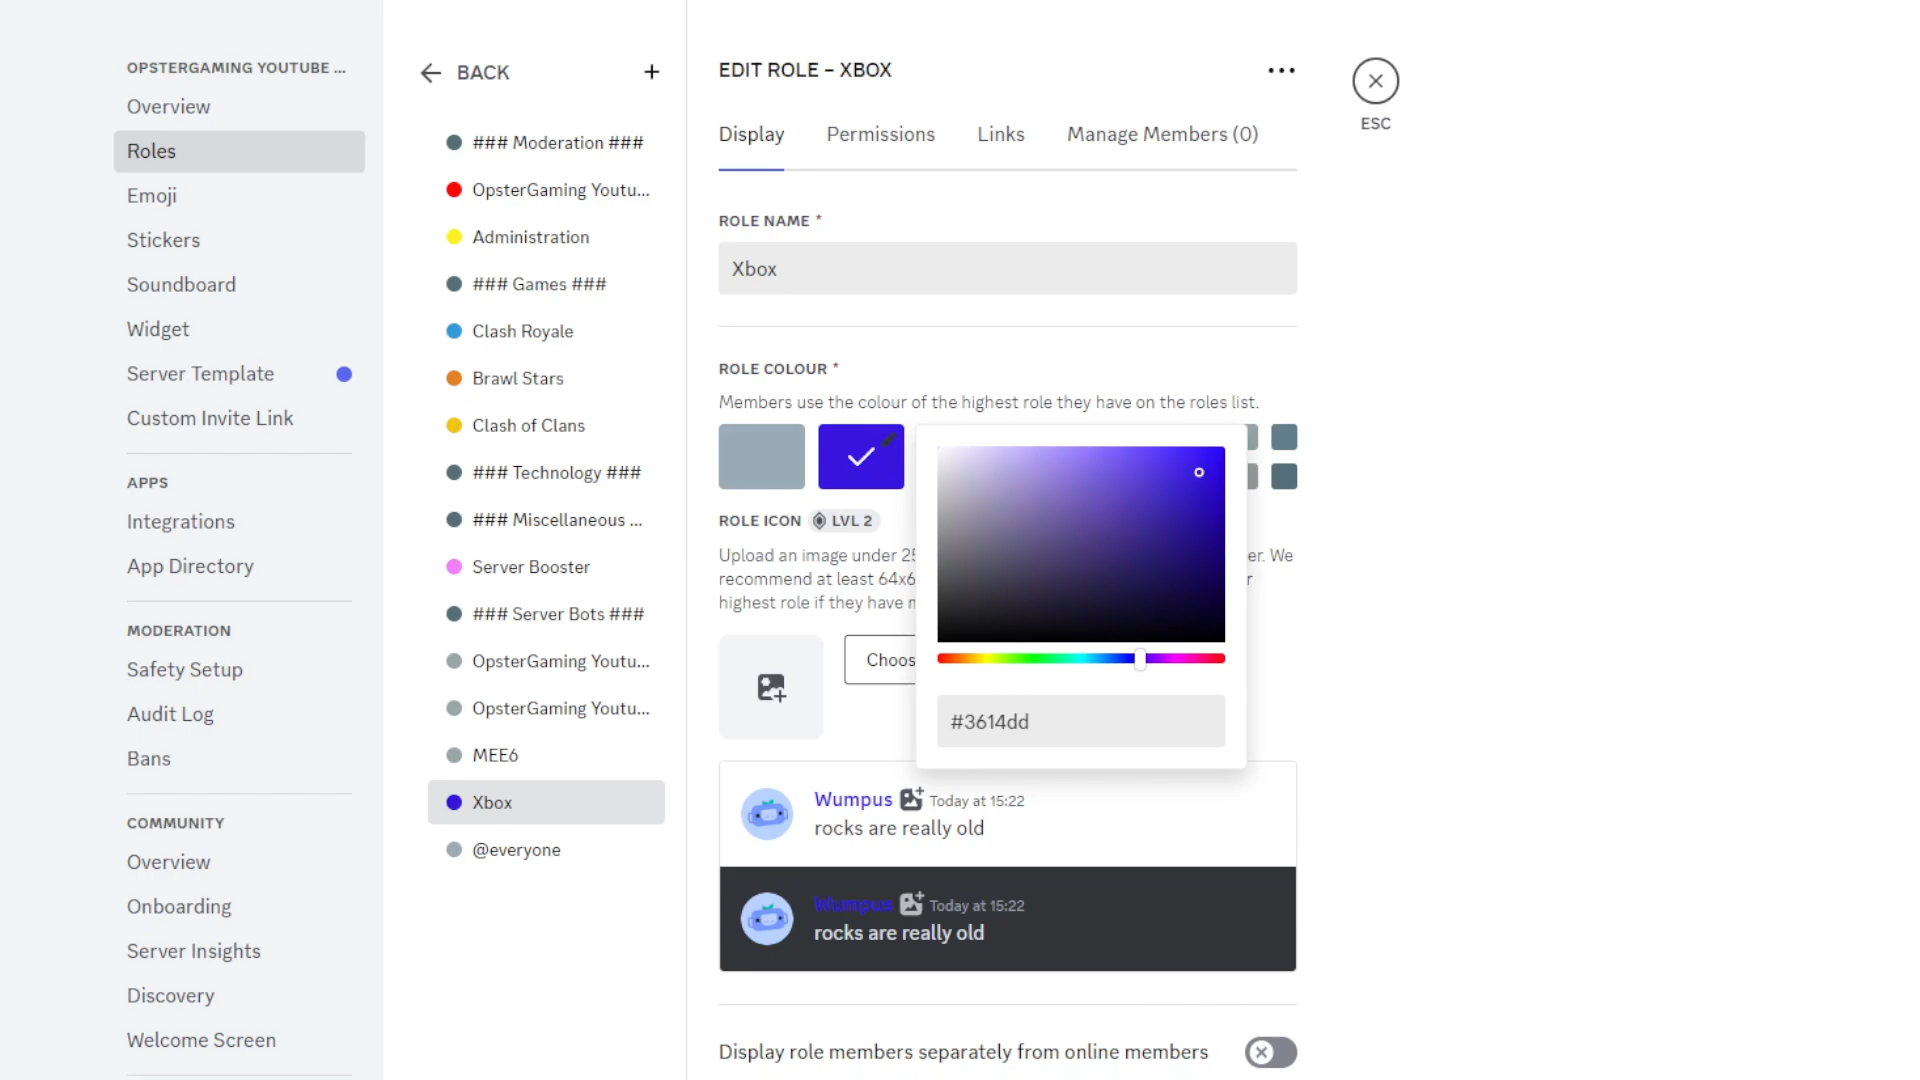 OPSTERGAMING YOUTUBE ...
Overview
Roles
Emoji
Stickers
Soundboard
Widget
Server Template
Custom Invite Link
APPS
Integrations
App Directory
MODERATION
Safety Setup
Audit Log
Bans
COMMUNITY
Overview
Onboarding
Server Insights
Discovery
Welcome Screen
BACK
### Moderation ###
OpsterGaming Youtu...
Administration
### Games ###
Clash Royale
Brawl Stars
Clash of Clans
### Technology ###
### Miscellaneous ...
Server Booster
### Server Bots ###
OpsterGaming Youtu...
OpsterGaming Youtu...
MEE6
Xbox
@everyone
EDIT ROLE – XBOX
Display Permissions Links Manage Members (0)
ROLE NAME *
Xbox
ROLE COLOUR *
Members use the colour of the highest role they have on the roles list.
ROLE ICON LVL 2
Upload an image under 25 er. We
recommend at least 64x6 r
highest role if they have
Choos
#3614dd
Wumpus Today at 15:22
rocks are really old
Wumpus Today at 15:22
rocks are really old
Display role members separately from online members
ESC